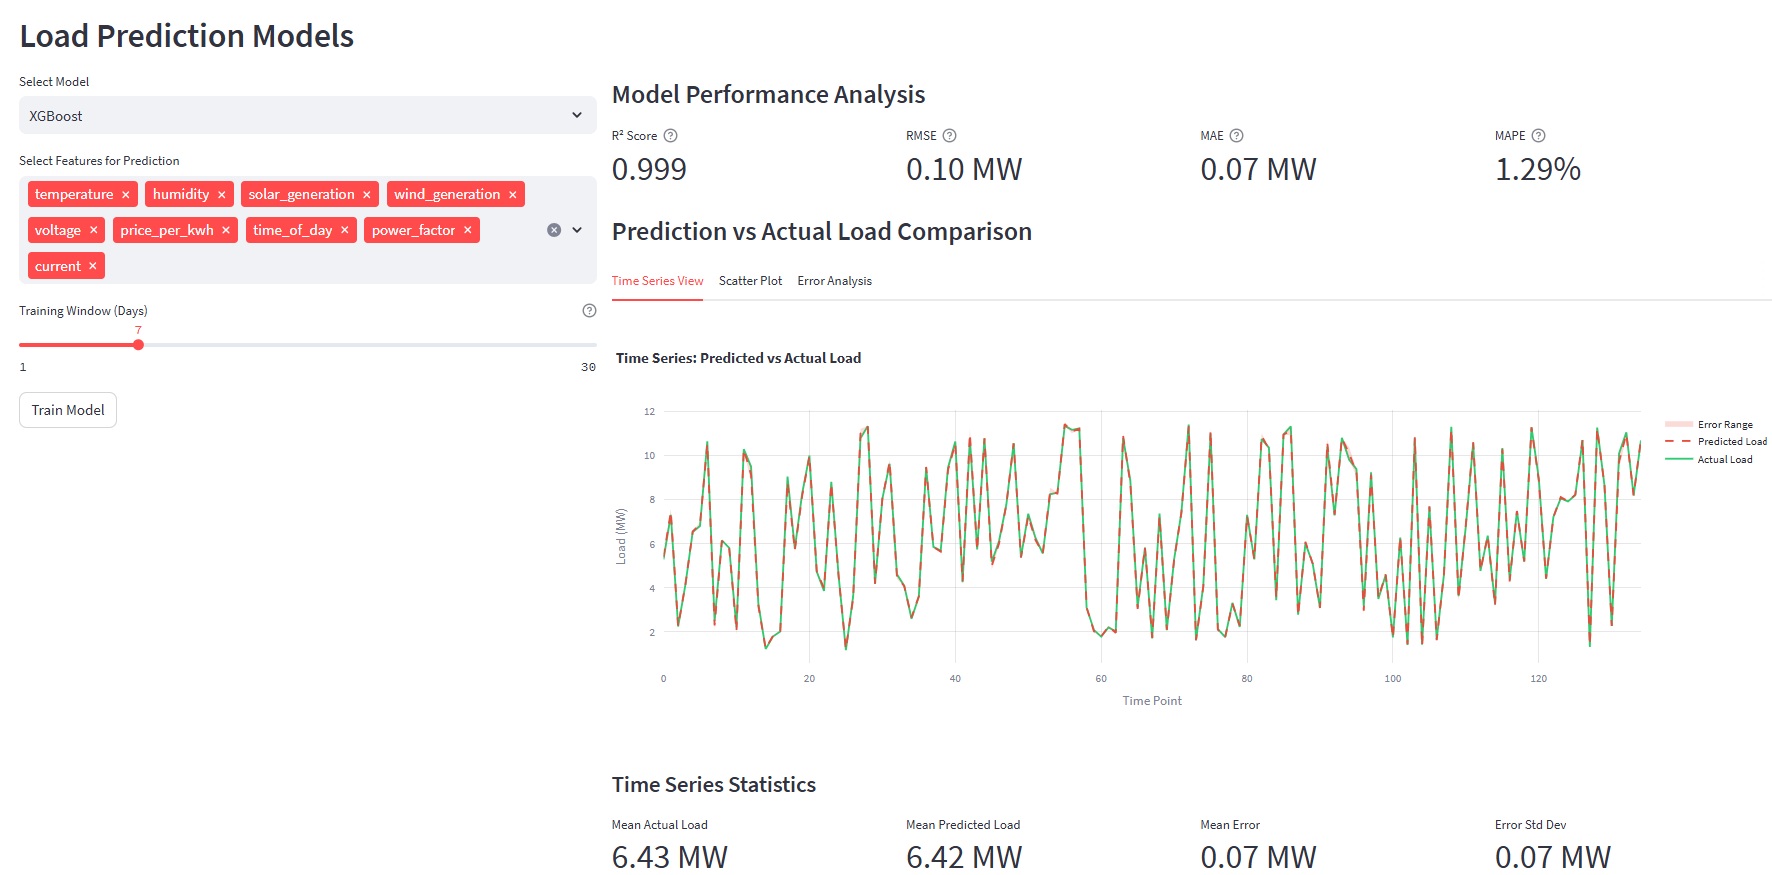 Load Prediction Models
Select Model
XGBoost
Select Features for Prediction
temperature × humidity × solar_generation × wind_generation ×
voltage × price_per_kwh × time_of_day × power_factor ×
current ×
Training Window (Days)
7
1 30
Train Model
Model Performance Analysis
R² Score RMSE MAE MAPE
0.999 0.10 MW 0.07 MW 1.29%
Prediction vs Actual Load Comparison
Time Series View Scatter Plot Error Analysis
Time Series: Predicted vs Actual Load
12
10
8
6
4
2
Load (MW)
0 20 40 60 80 100 120
Time Point
Error Range
Predicted Load
Actual Load
Time Series Statistics
Mean Actual Load Mean Predicted Load Mean Error Error Std Dev
6.43 MW 6.42 MW 0.07 MW 0.07 MW